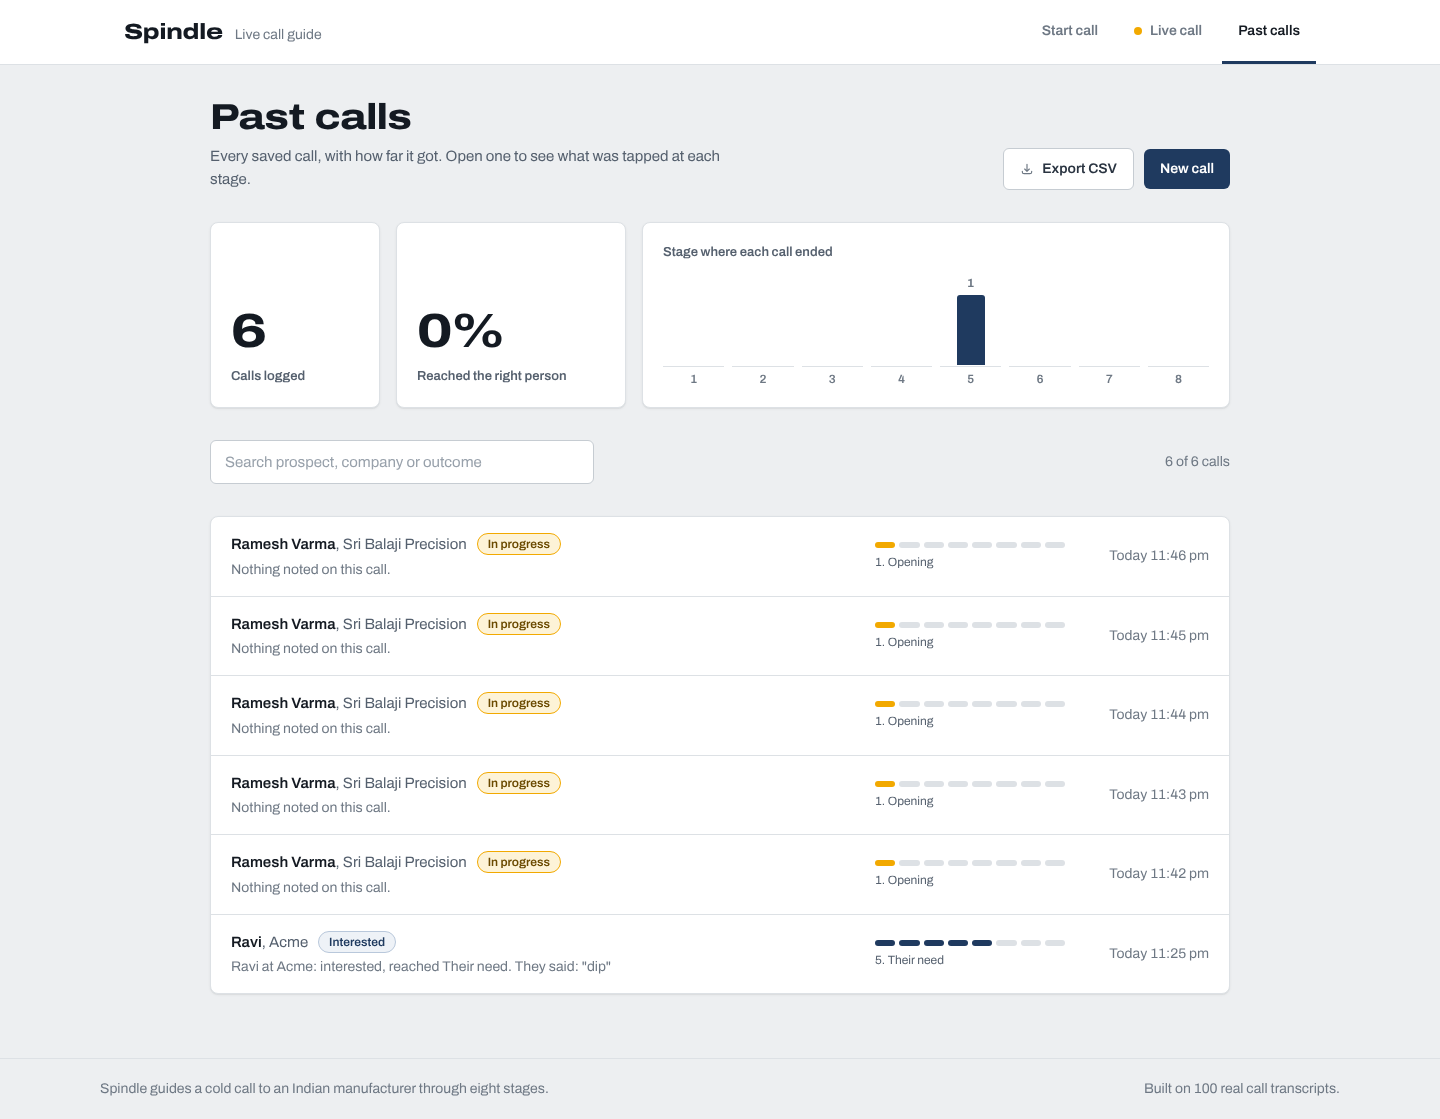 Spindle Live call guide
Start call
Live call
Past calls
Past calls
Every saved call, with how far it got. Open one to see what was tapped at each
stage.
Export CSV
New call
6
Calls logged
0%
Reached the right person
Stage where each call ended
1
1 2 3 4 5 6 7 8
Search prospect, company or outcome
6 of 6 calls
Ramesh Varma, Sri Balaji Precision In progress
Nothing noted on this call.
1. Opening
Today 11:46 pm
Ramesh Varma, Sri Balaji Precision In progress
Nothing noted on this call.
1. Opening
Today 11:45 pm
Ramesh Varma, Sri Balaji Precision In progress
Nothing noted on this call.
1. Opening
Today 11:44 pm
Ramesh Varma, Sri Balaji Precision In progress
Nothing noted on this call.
1. Opening
Today 11:43 pm
Ramesh Varma, Sri Balaji Precision In progress
Nothing noted on this call.
1. Opening
Today 11:42 pm
Ravi, Acme Interested
Ravi at Acme: interested, reached Their need. They said: "dip"
5. Their need
Today 11:25 pm
Spindle guides a cold call to an Indian manufacturer through eight stages.
Built on 100 real call transcripts.